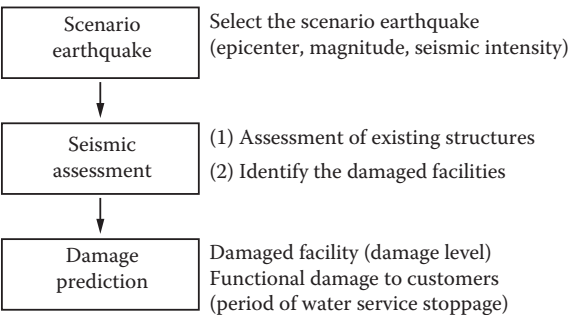 Scenario
earthquake
Select the scenario earthquake
(epicenter, magnitude, seismic intensity)
Seismic
assessment
(1) Assessment of existing structures
(2) Identify the damaged facilities
Damage
prediction
Damaged facility (damage level)
Functional damage to customers
(period of water service stoppage)